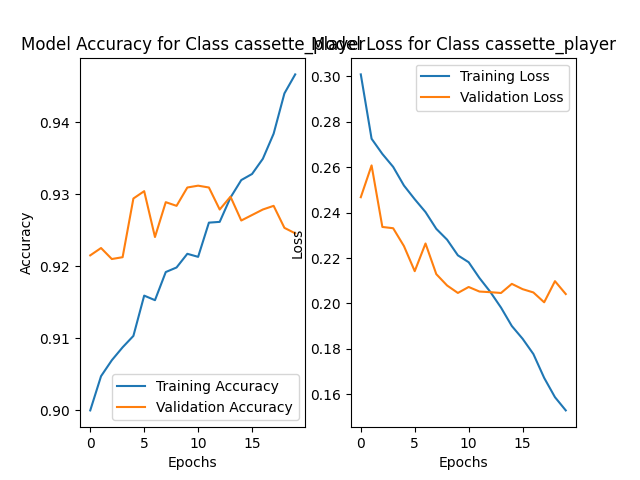 Model Accuracy for Class cassette_player
Model Loss for Class cassette_player
Accuracy
0.94
0.93
0.92
0.91
0.90
Training Accuracy
Validation Accuracy
0 5 10 15
Epochs
Loss
0.30
0.28
0.26
0.24
0.22
0.20
0.18
0.16
Training Loss
Validation Loss
0 5 10 15
Epochs